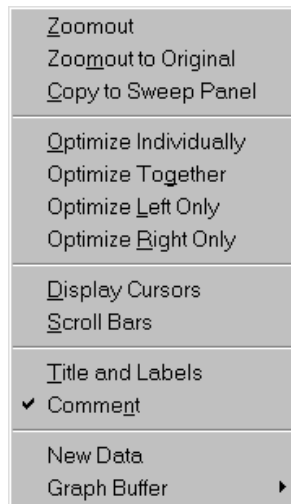 Zoomout
Zoomout to Original
Copy to Sweep Panel
Optimize Individually
Optimize Together
Optimize Left Only
Optimize Right Only
Display Cursors
Scroll Bars
Title and Labels
Comment
New Data
Graph Buffer